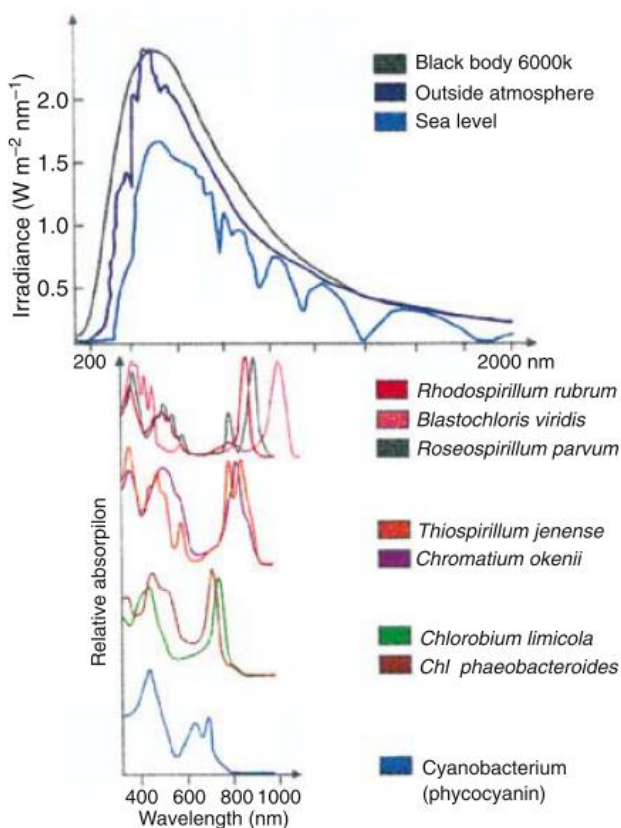 Irradiance (W m⁻² nm⁻¹)
2.0
1.5
1.0
0.5
Black body 6000k
Outside atmosphere
Sea level
200
2000 nm
Relative absorpilon
Rhodospirillum rubrum
Blastochloris viridis
Roseospirillum parvum
Thiospirillum jenense
Chromatium okenii
Chlorobium limicola
Chl phaeobacteroides
Cyanobacterium
(phycocyanin)
400 600 800 1000
Wavelength (nm)